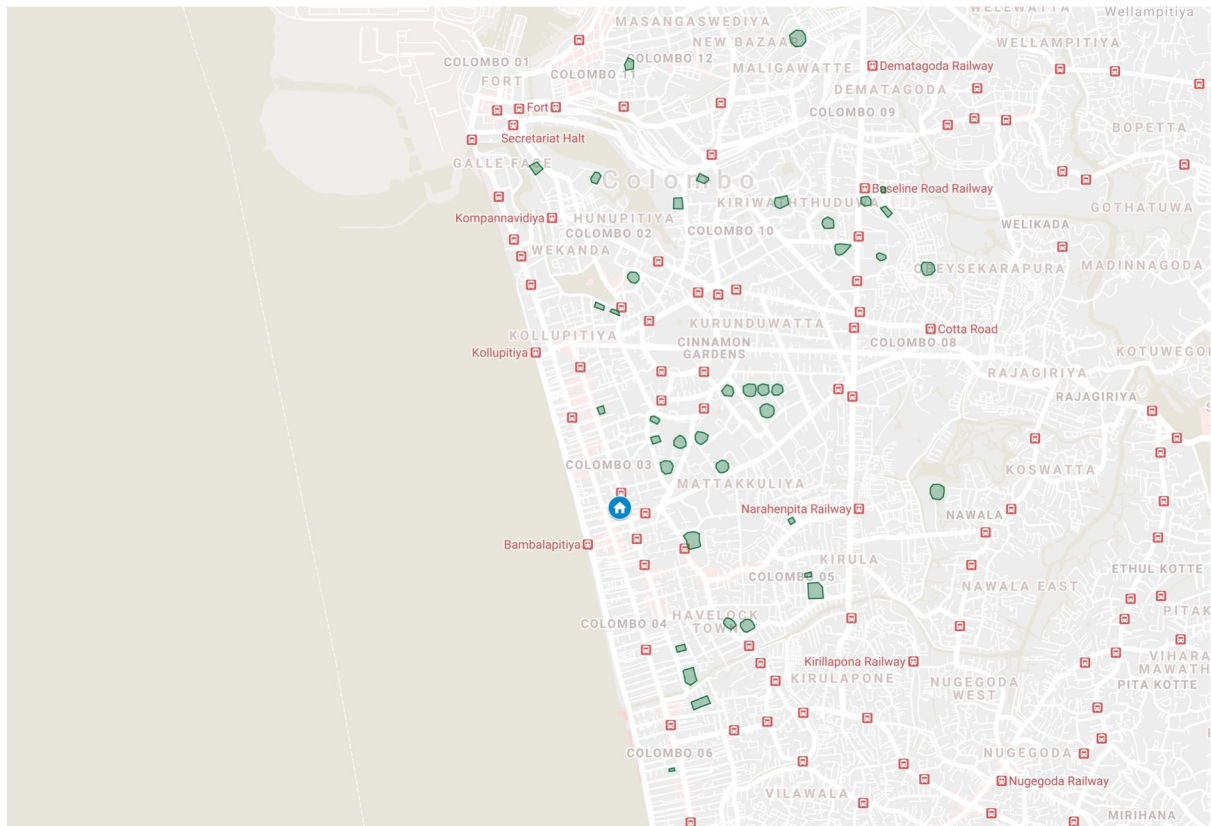 WELEWATTA
Wellampitiya
MASANGASWEDIYA
NEW BAZAAR
WELLAMPITIYA
COLOMBO 01
COLOMBO 12
COLOMBO 11
MALIGAWATTE
Dematagoda Railway
FORT
DEMATAGODA
Fort
COLOMBO 09
BOPETTA
Secretariat Halt
GALLE FACE
Colombo
Baseline Road Railway
KIRIWATHTHUDUWA
GOTHATUWA
Kompannavidiya
HUNUPITIYA
COLOMBO 02
COLOMBO 10
WELIKADA
WEKANDA
OBEYSEKARAPURA
MADINNAGODA
KOLLUPITIYA
KURUNDUWATTA
Cotta Road
CINNAMON
GARDENS
COLOMBO 08
Kollupitiya
KOTUWEGO
RAJAGIRIYA
RAJAGIRIYA
COLOMBO 03
KOSWATTA
MATTAKKULIYA
Narahenpita Railway
NAWALA
Bambalapitiya
KIRULA
ETHUL KOTTE
COLOMBO 05
NAWALA EAST
HAVELOCK
TOWN
COLOMBO 04
PITAK
Kirillapona Railway
VIHARA
MAWATH
KIRULAPONE
NUGEGODA
WEST
PITA KOTTE
COLOMBO 06
NUGEGODA
Nugegoda Railway
VILAWALA
MIRIHANA